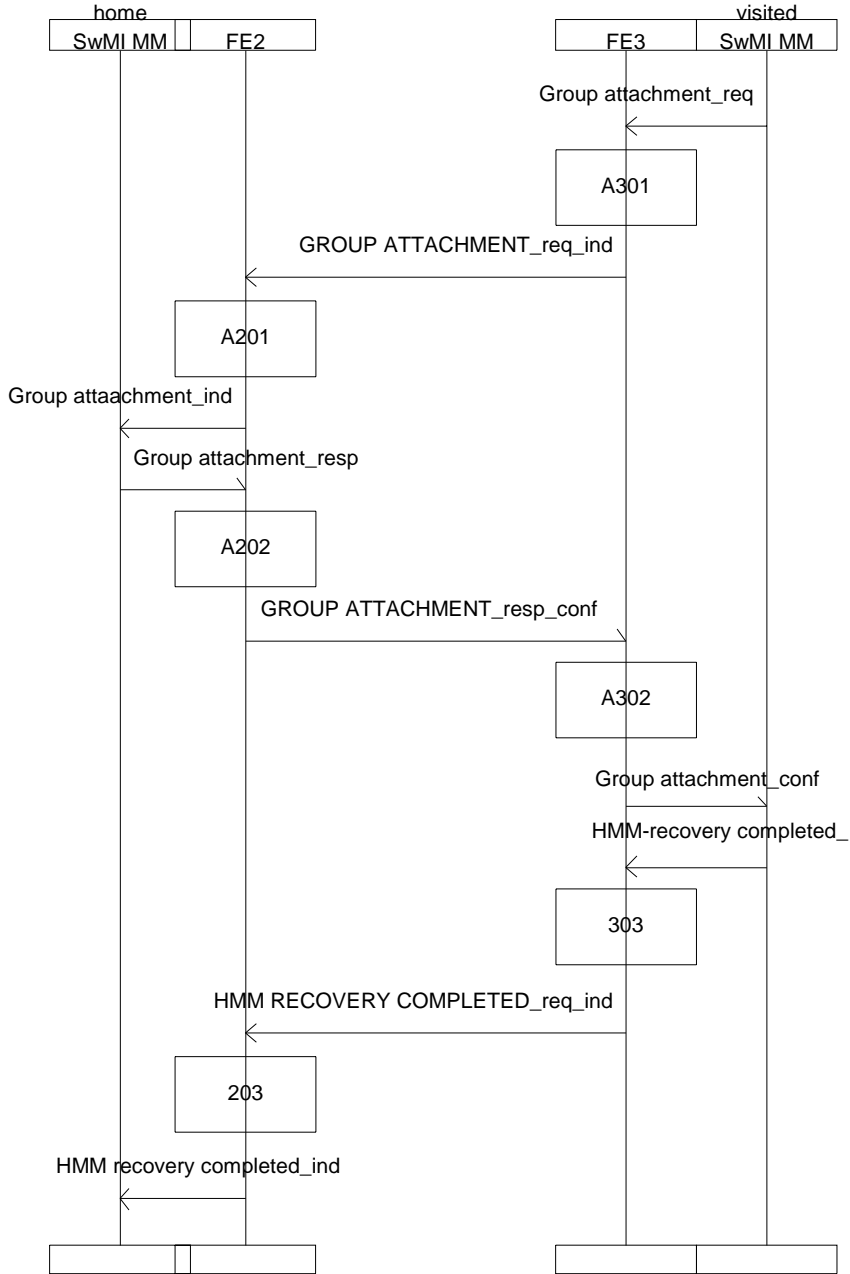 home
visited
SwMI MM
FE2
FE3
SwMI MM
Group attachment_req
A301
GROUP ATTACHMENT_req_ind
A201
Group attaachment_ind
Group attachment_resp
A202
GROUP ATTACHMENT_resp_conf
A302
Group attachment_conf
HMM-recovery completed_
303
HMM RECOVERY COMPLETED_req_ind
203
HMM recovery completed_ind